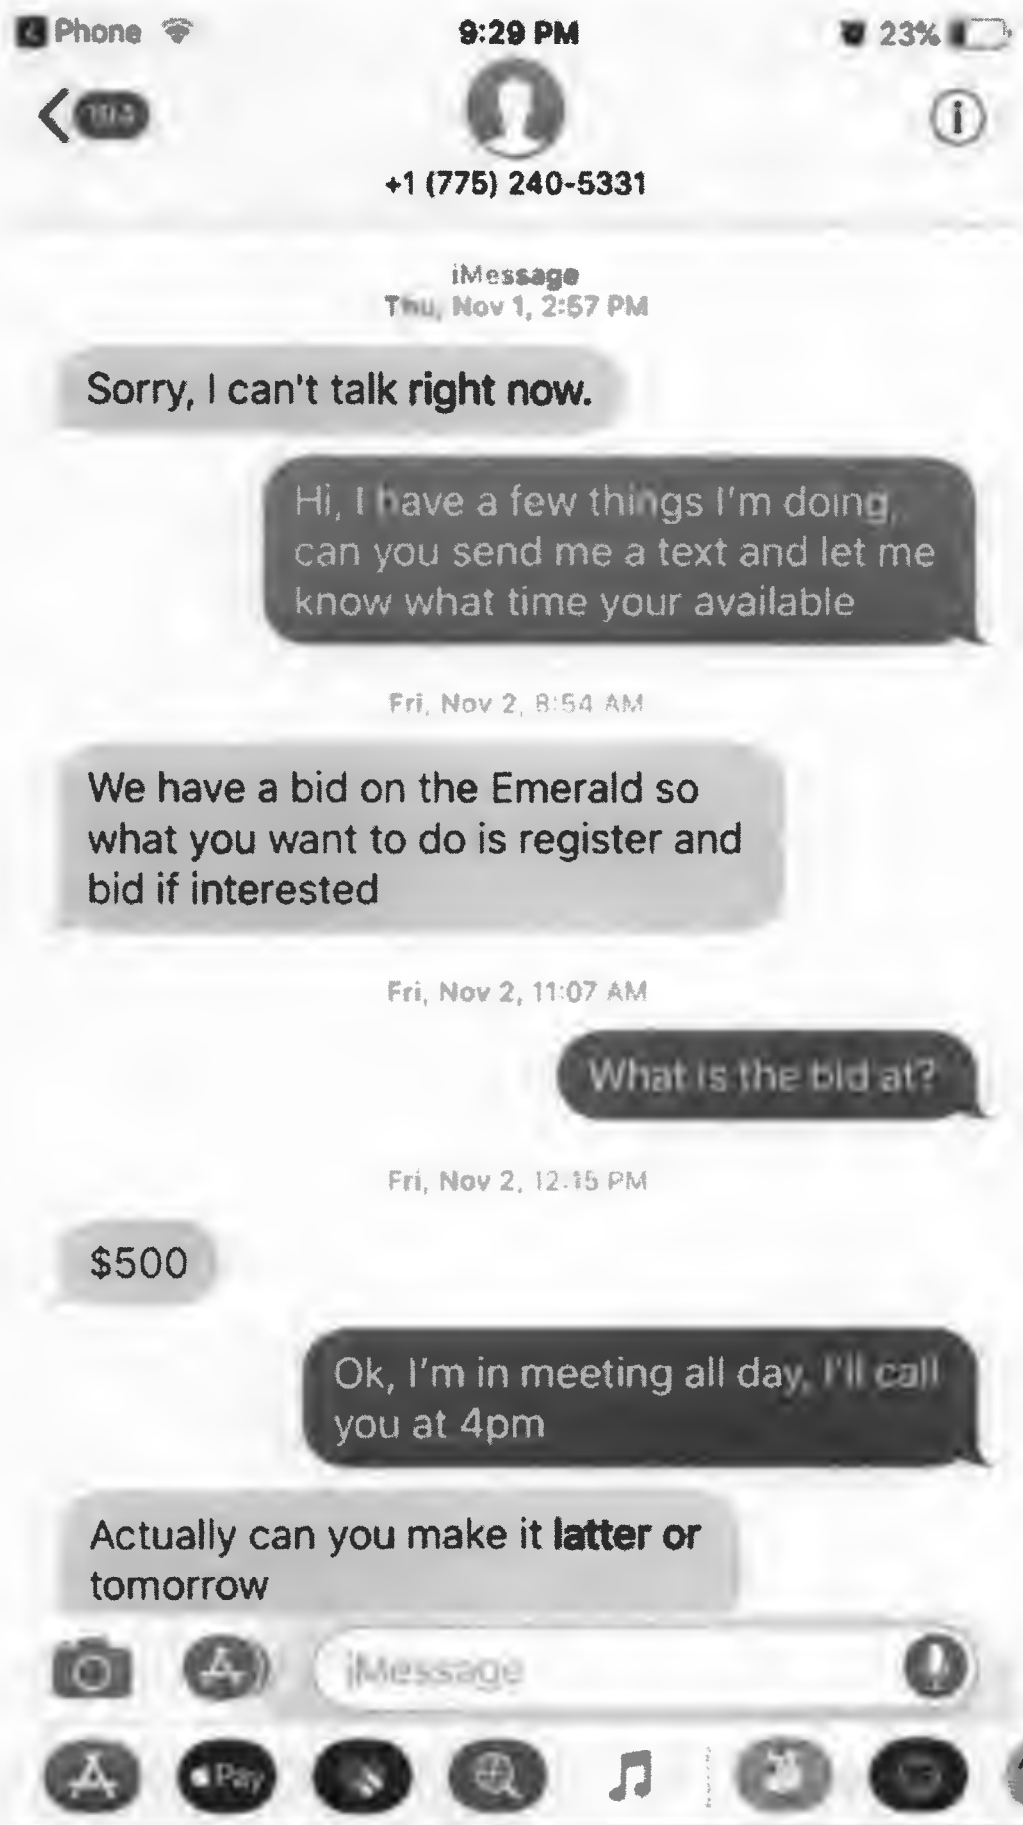 Phone
9:29 PM
23%
+1 (775) 240-5331
iMessage
Thu, Nov 1, 2:57 PM
Sorry, I can't talk right now.
Hi, I have a few things I'm doing,
can you send me a text and let me
know what time your available
Fri, Nov 2, 8:54 AM
We have a bid on the Emerald so
what you want to do is register and
bid if interested
Fri, Nov 2, 11:07 AM
What is the bid at?
Fri, Nov 2, 12:15 PM
$500
Ok, I'm in meeting all day, I'll call
you at 4pm
Actually can you make it latter or
tomorrow
iMessage
Pay